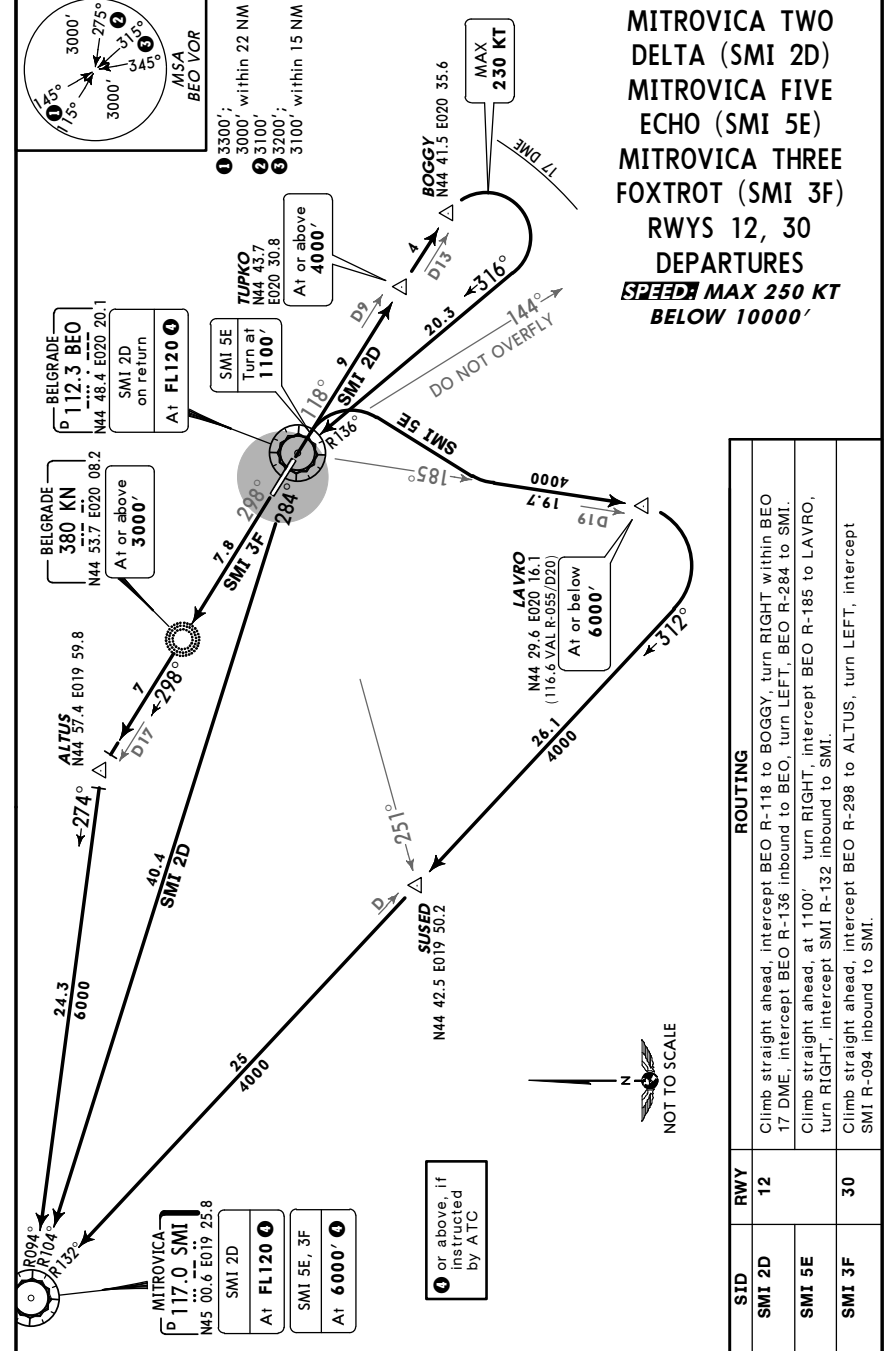 MITROVICA TWO
DELTA (SMI 2D)
MITROVICA FIVE
ECHO (SMI 5E)
MITROVICA THREE
FOXTROT (SMI 3F)
RWYS 12, 30
DEPARTURES
SPEED: MAX 250 KT
BELOW 10000'
MSA
BEO VOR
3000'
275°
315°
345°
145°
115°
3000'
1
2
3
1 3300';
3000' within 22 NM
2 3100'
3 3200';
3100' within 15 NM
MITROVICA
D 117.0 SMI
N45 00.6 E019 25.8
SMI 2D
At FL120 4
SMI 5E, 3F
At 6000' 4
4 or above, if
instructed
by ATC
R094°
R104°
R132°
24.3
6000
←274°
ALTUS
N44 57.4 E019 59.8
D17
7
←298°
BELGRADE
380 KN
N44 53.7 E020 08.2
At or above
3000'
7.8
SMI 3F
298°
284°
40.4
SMI 2D
BELGRADE
D 112.3 BEO
N44 48.4 E020 20.1
SMI 2D
on return
At FL120 4
SMI 5E
Turn at
1100'
118°
9
SMI 2D
D9
TUPKO
N44 43.7
E020 30.8
At or above
4000'
4
D13
BOGGY
N44 41.5 E020 35.6
MAX
230 KT
17 DME
←316°
20.3
R136°
144°
DO NOT OVERFLY
SMI 5E
185°
19.7
4000
D19
LAVRO
N44 29.6 E020 16.1
(116.6 VAL R-055/D20)
At or below
6000'
←312°
26.1
4000
251°
D
SUSED
N44 42.5 E019 50.2
25
4000
N
NOT TO SCALE
SID RWY ROUTING
SMI 2D 12 Climb straight ahead, intercept BEO R-118 to BOGGY, turn RIGHT within BEO
17 DME, intercept BEO R-136 inbound to BEO, turn LEFT, BEO R-284 to SMI.
SMI 5E Climb straight ahead, at 1100' turn RIGHT, intercept BEO R-185 to LAVRO,
turn RIGHT, intercept SMI R-132 inbound to SMI.
SMI 3F 30 Climb straight ahead, intercept BEO R-298 to ALTUS, turn LEFT, intercept
SMI R-094 inbound to SMI.